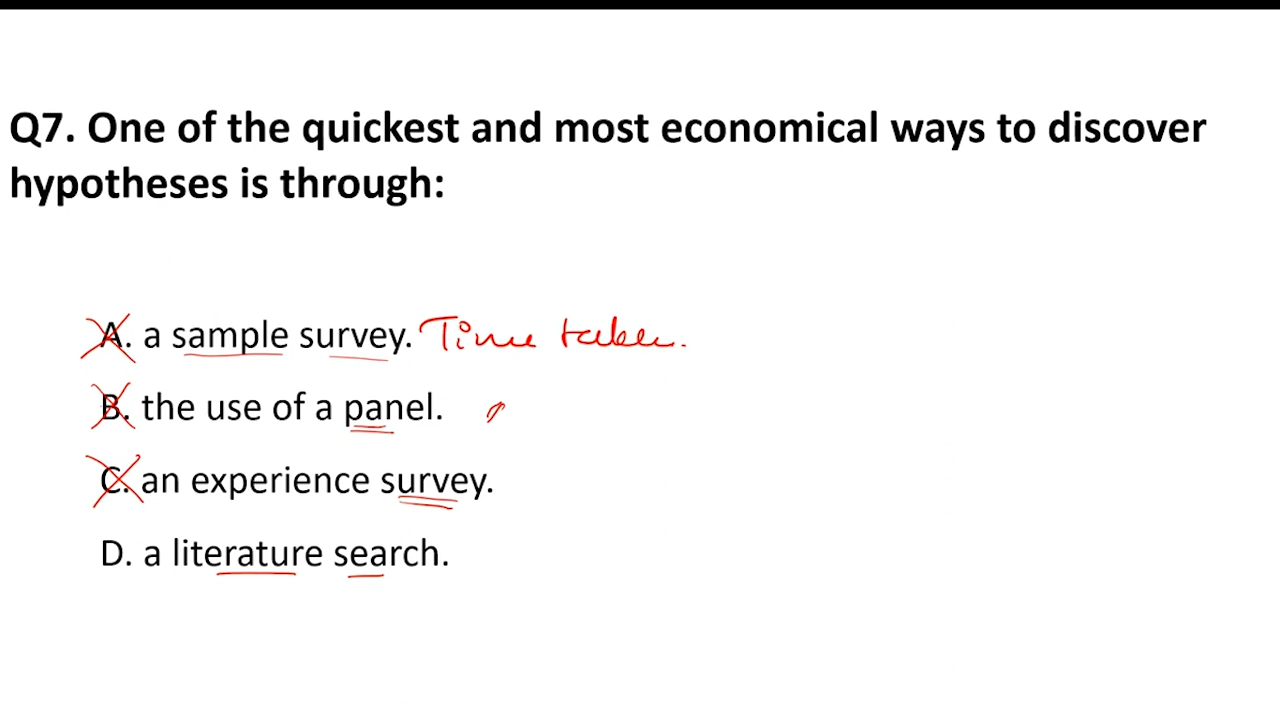 Q7. One of the quickest and most economical ways to discover
hypotheses is through:
A. a sample survey. Time taken.
B. the use of a panel.
C. an experience survey.
D. a literature search.